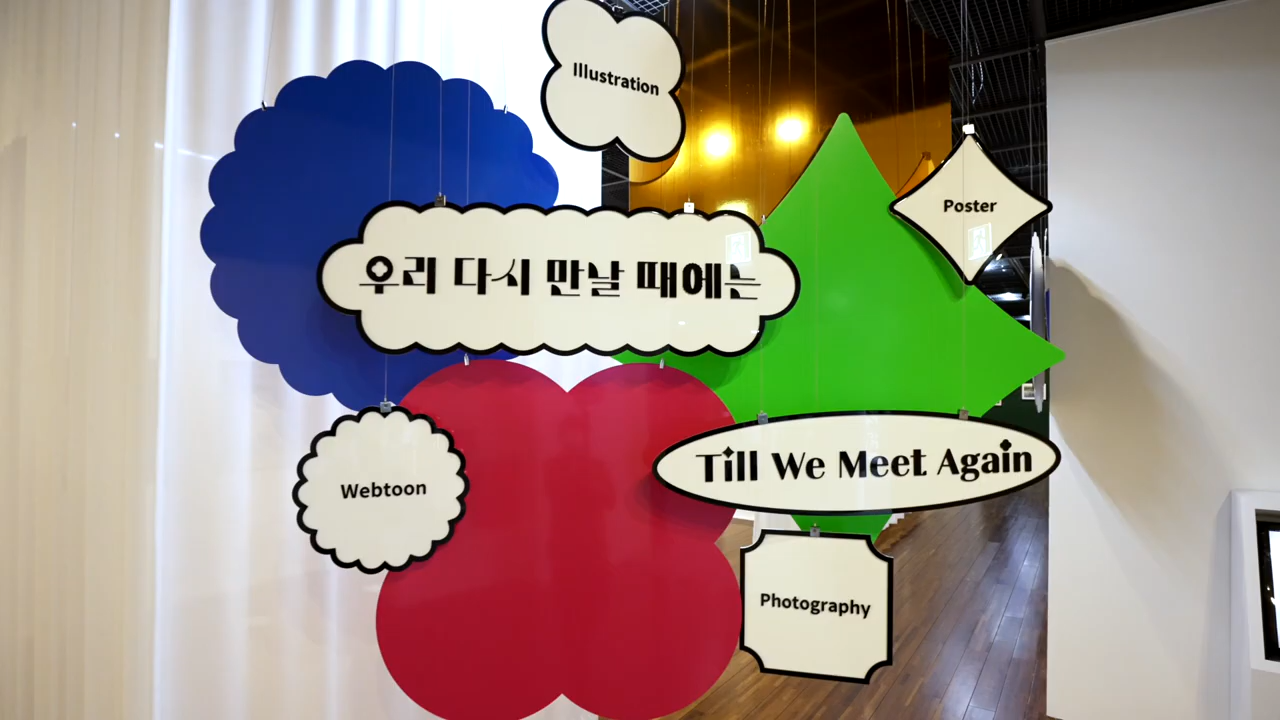 Illustration
Poster
우리 다시 만날 때에는
Till We Meet Again
Webtoon
Photography